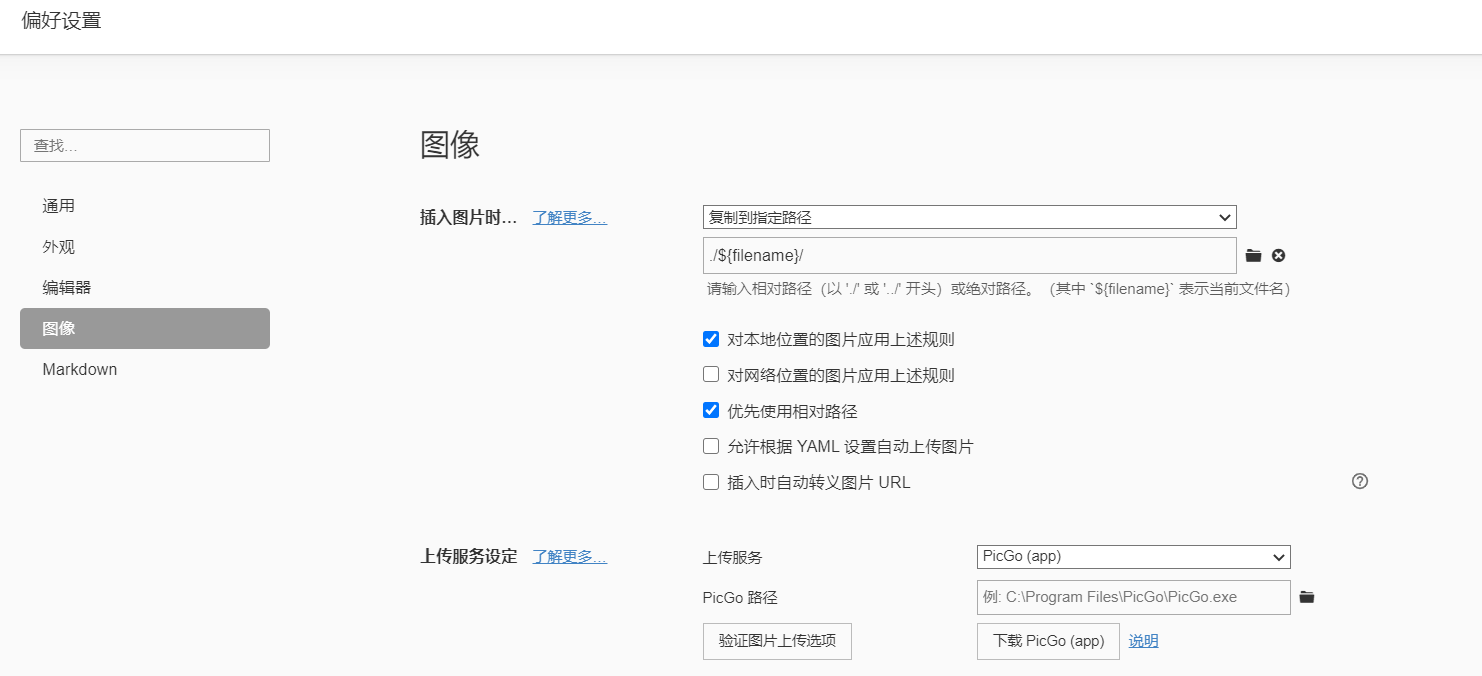 偏好设置
查找...
通用
外观
编辑器
图像
Markdown
图像
插入图片时... 了解更多... 复制到指定路径
./${filename}/
请输入相对路径（以 './' 或 '../' 开头）或绝对路径。（其中 `${filename}` 表示当前文件名）
对本地位置的图片应用上述规则
对网络位置的图片应用上述规则
优先使用相对路径
允许根据 YAML 设置自动上传图片
插入时自动转义图片 URL
上传服务设定 了解更多... 上传服务 PicGo (app)
PicGo 路径 例: C:\Program Files\PicGo\PicGo.exe
验证图片上传选项 下载 PicGo (app) 说明